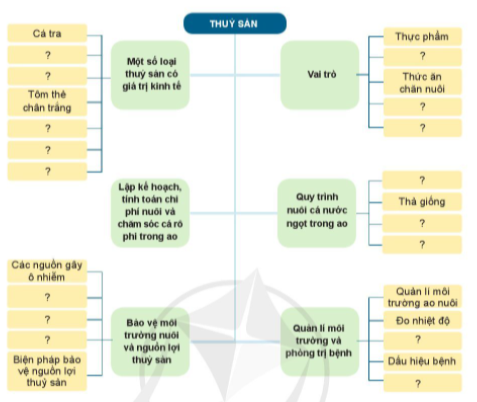 THUỶ SẢN
Cá tra
?
?
Tôm thẻ
chân trắng
?
?
?
Một số loại
thuỷ sản có
giá trị kinh tế
Vai trò
Thực phẩm
?
Thức ăn
chăn nuôi
?
?
Lập kế hoạch,
tính toán chi
phí nuôi và
chăm sóc cá rô
phi trong ao
Quy trình
nuôi cá nước
ngọt trong ao
?
Thả giống
?
?
Các nguồn gây
ô nhiễm
?
?
?
Biện pháp bảo
vệ nguồn lợi
thuỷ sản
Bảo vệ môi
trường nuôi
và nguồn lợi
thuỷ sản
Quản lí môi
trường và
phòng trị bệnh
Quản lí môi
trường ao nuôi
Đo nhiệt độ
?
Dấu hiệu bệnh
?